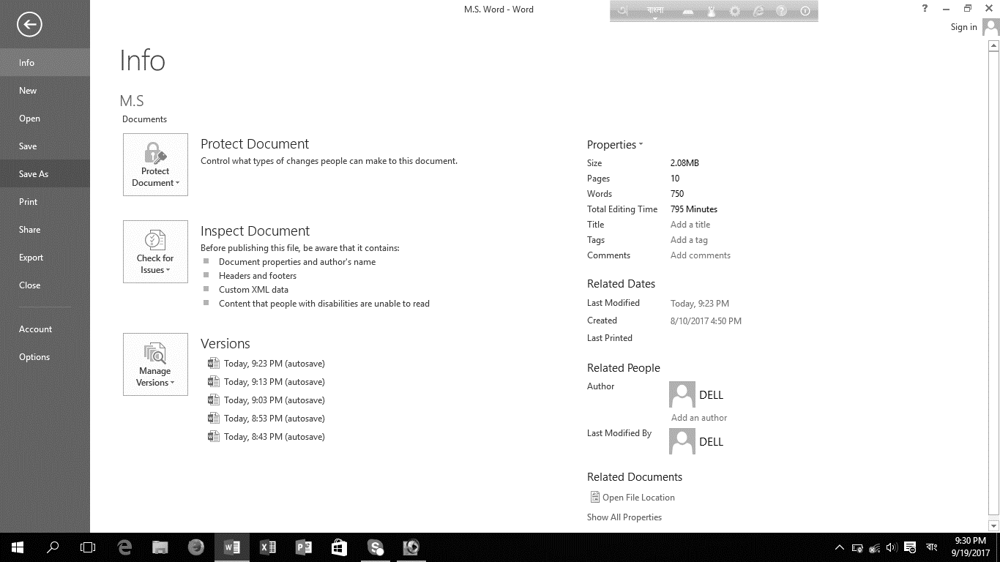 M.S. Word - Word
বাংলা
Sign in
Info
New
Open
Save
Save As
Print
Share
Export
Close
Account
Options
Info
M.S
Documents
Protect Document
Protect Document
Control what types of changes people can make to this document.
Check for Issues
Inspect Document
Before publishing this file, be aware that it contains:
Document properties and author's name
Headers and footers
Custom XML data
Content that people with disabilities are unable to read
Manage Versions
Versions
Today, 9:23 PM (autosave)
Today, 9:13 PM (autosave)
Today, 9:03 PM (autosave)
Today, 8:53 PM (autosave)
Today, 8:43 PM (autosave)
Properties
Size 2.08MB
Pages 10
Words 750
Total Editing Time 795 Minutes
Title Add a title
Tags Add a tag
Comments Add comments
Related Dates
Last Modified Today, 9:23 PM
Created 8/10/2017 4:50 PM
Last Printed
Related People
Author DELL
Add an author
Last Modified By DELL
Related Documents
Open File Location
Show All Properties
বাং
9:30 PM
9/19/2017